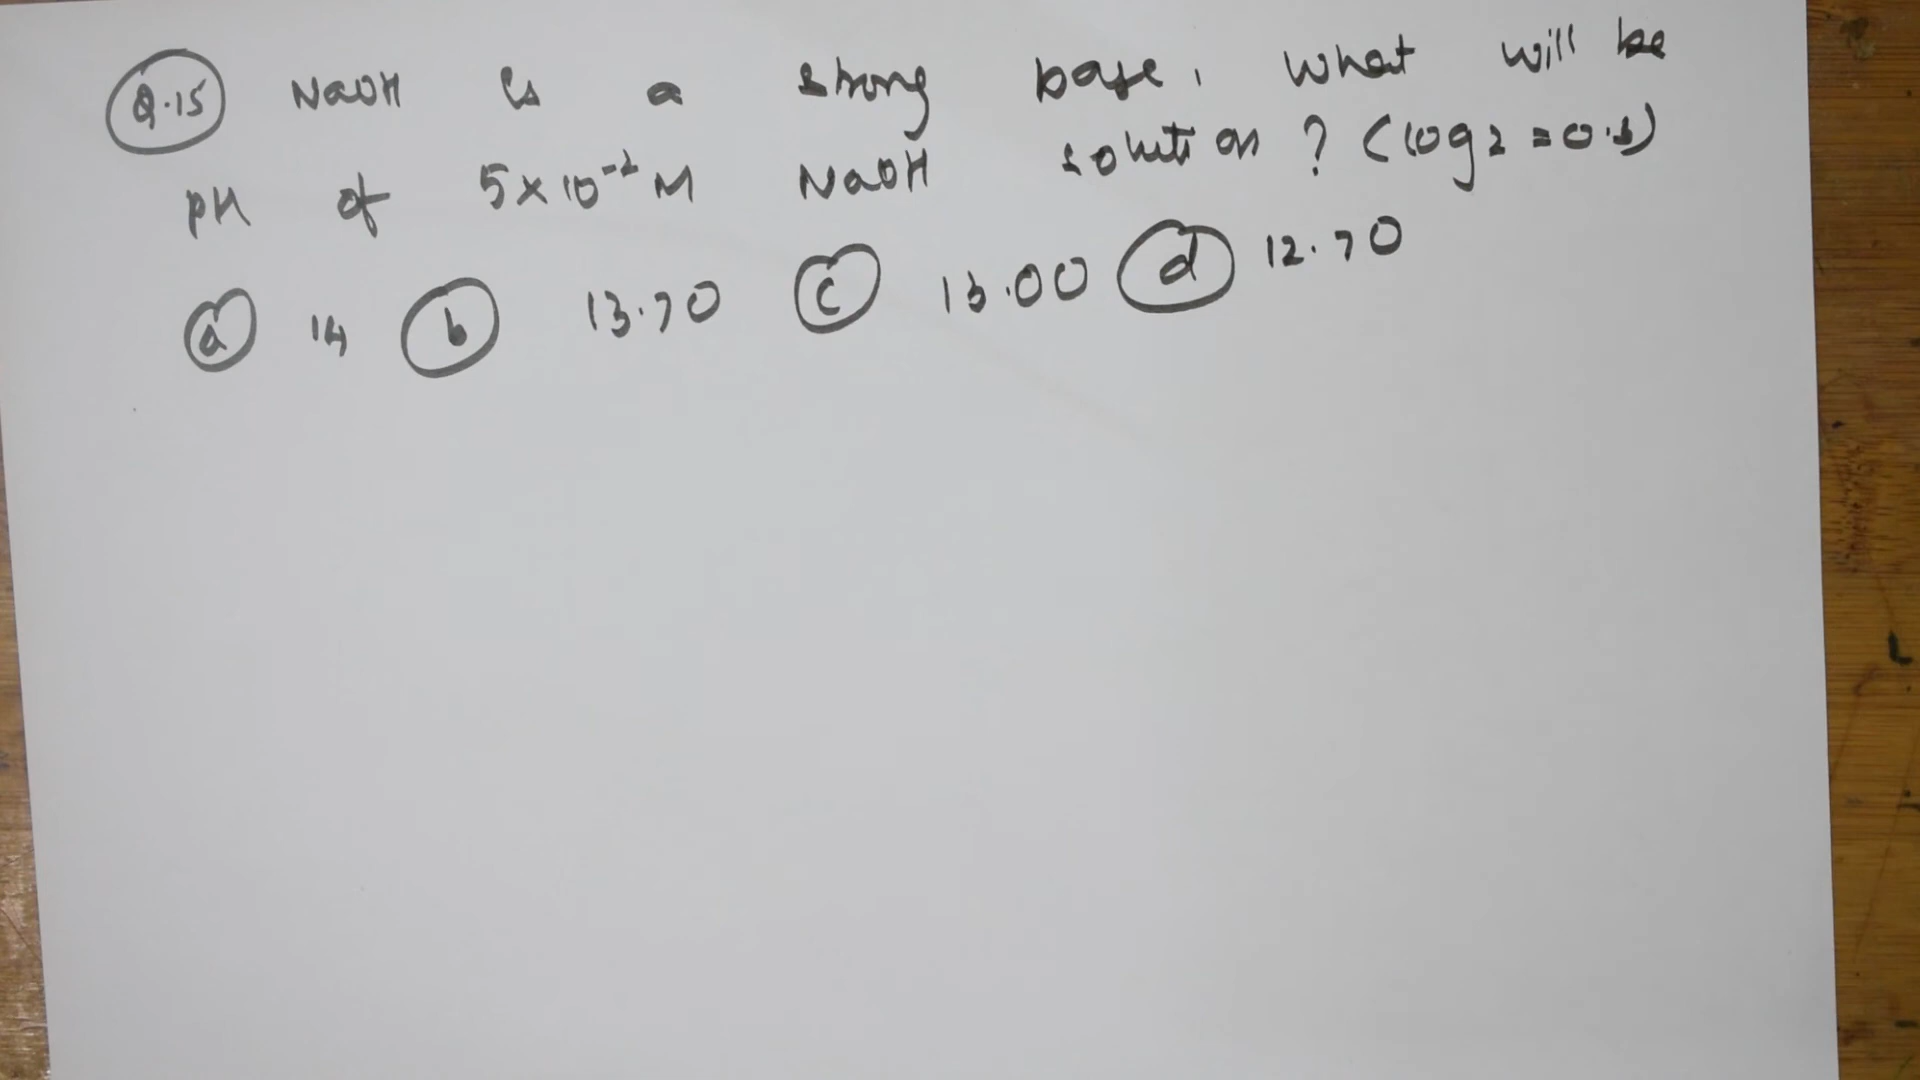 Q.15 NaOH is a strong base. What will be
pH of 5×10⁻² M NaOH solution? (log2=0.3)
a 14 b 13.70 c 13.00 d 12.70